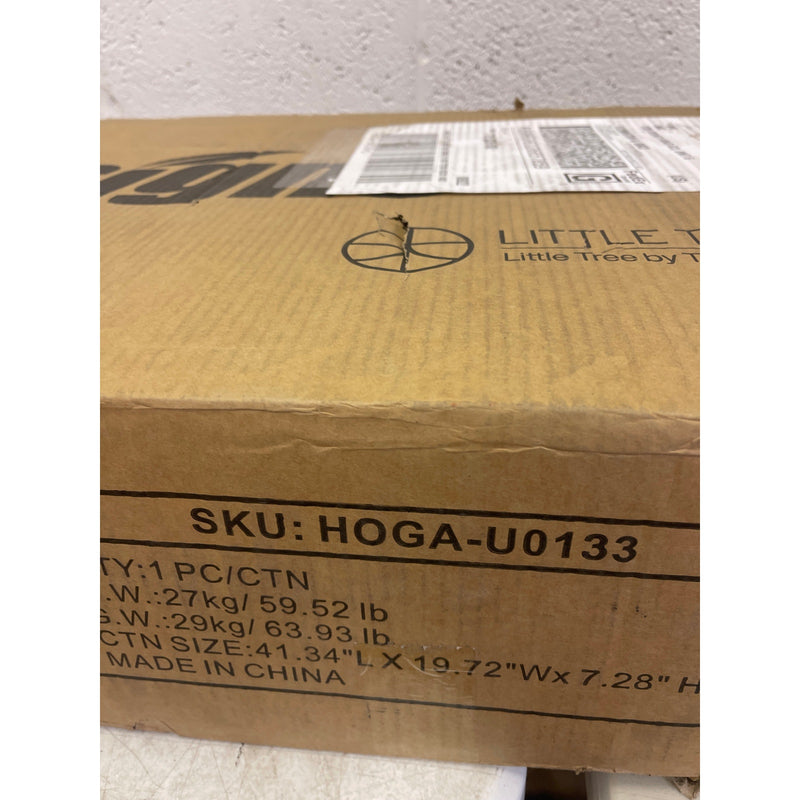 LITTLE T
Little Tree by T
SKU: HOGA-U0133
TY:1 PC/CTN
.W.:27kg/ 59.52 lb
G.W.:29kg/ 63.93 lb
CTN SIZE:41.34"L X 19.72"Wx 7.28" H
MADE IN CHINA